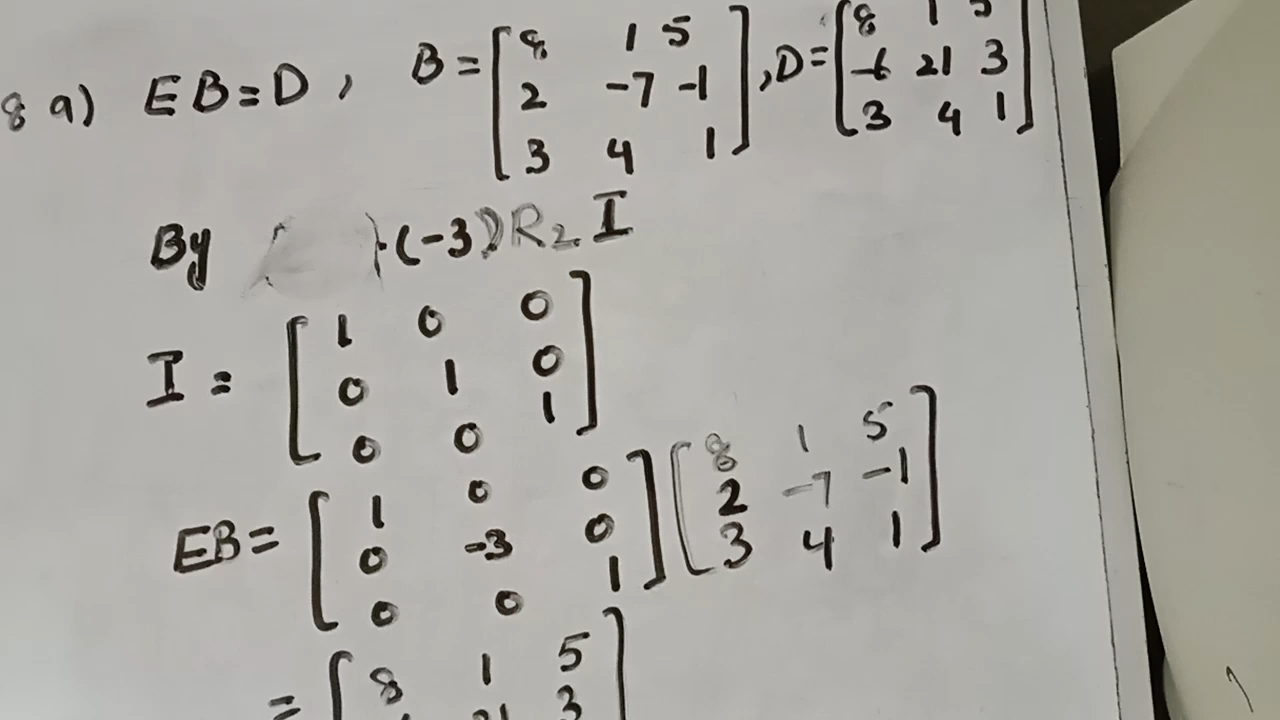 8 a) EB=D, B=[8 1 5], D=[8 1 5]
2 -7 -1 -6 21 3
3 4 1 3 4 1
By (-3)R2 I
I = [1 0 0]
0 1 0
0 0 1
EB= [1 0 0] [8 1 5]
0 -3 0 2 -7 -1
0 0 1 3 4 1
= [8 1 5]
21 3